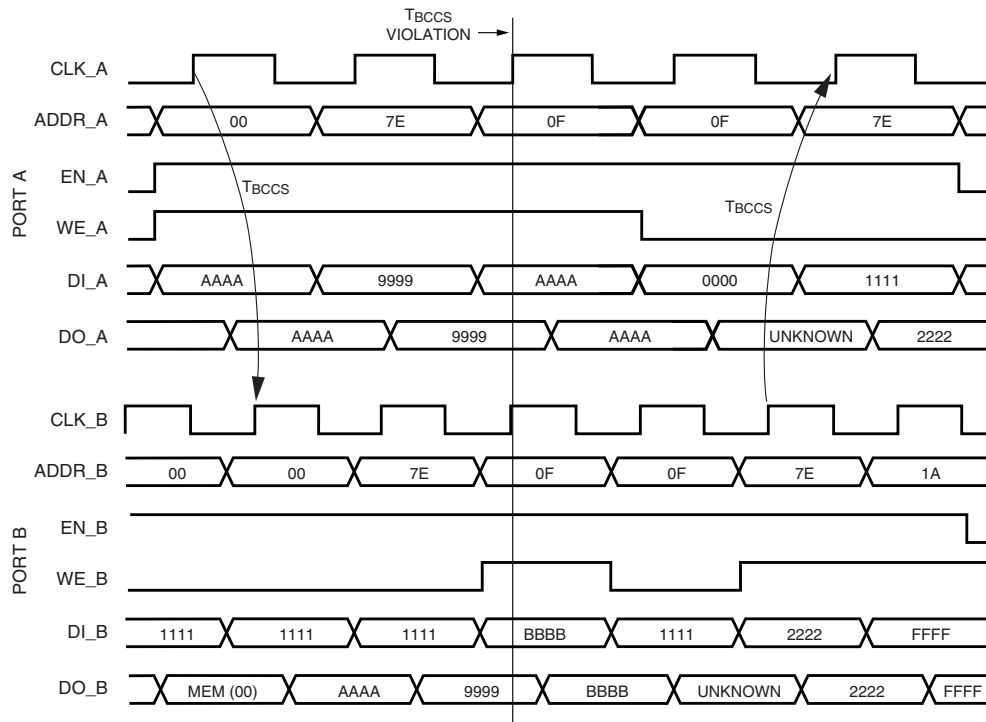 TBCCS
VIOLATION
PORT A
CLK_A
ADDR_A 00 7E 0F 0F 7E
EN_A
TBCCS TBCCS
WE_A
DI_A AAAA 9999 AAAA 0000 1111
DO_A AAAA 9999 AAAA UNKNOWN 2222
PORT B
CLK_B
ADDR_B 00 00 7E 0F 0F 7E 1A
EN_B
WE_B
DI_B 1111 1111 1111 BBBB 1111 2222 FFFF
DO_B MEM (00) AAAA 9999 BBBB UNKNOWN 2222 FFFF